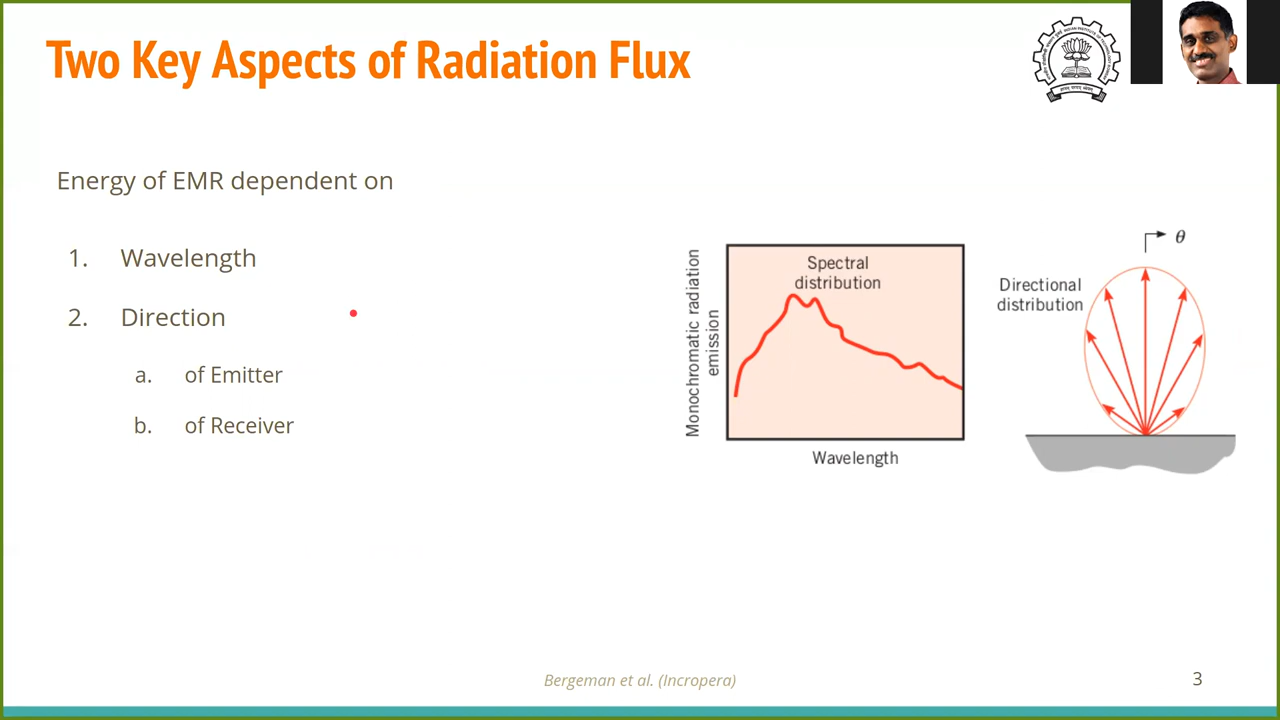 Two Key Aspects of Radiation Flux
Energy of EMR dependent on
1. Wavelength
2. Direction
a. of Emitter
b. of Receiver
Monochromatic radiation
emission
Spectral
distribution
Wavelength
θ
Directional
distribution
Bergeman et al. (Incropera)
3